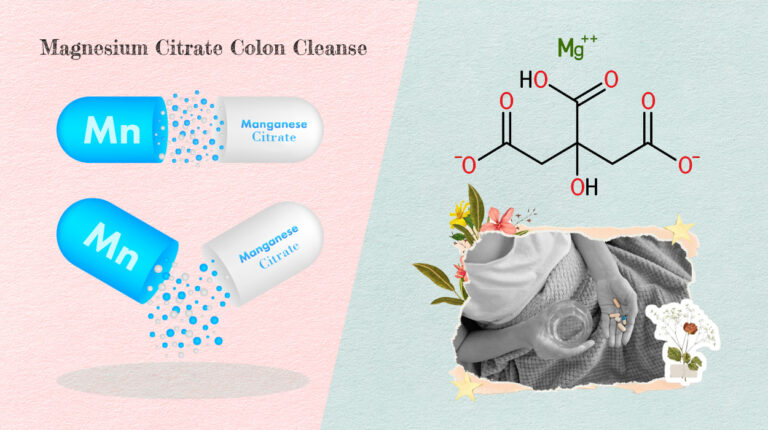 Magnesium Citrate Colon Cleanse
Mn
Manganese
Citrate
Mn
Manganese
Citrate
Mg++
HO
O
O
O
-O
O-
OH